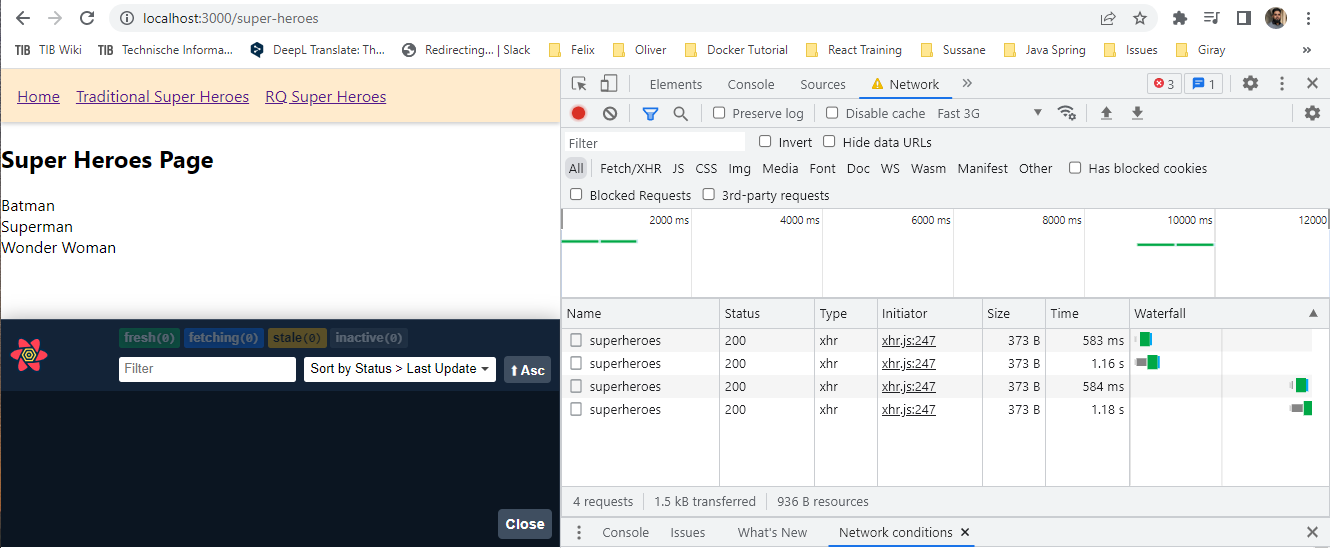 localhost:3000/super-heroes
TIB TIB Wiki TIB Technische Informa... DeepL Translate: Th... Redirecting... | Slack Felix Oliver Docker Tutorial React Training Sussane Java Spring Issues Giray »
Home Traditional Super Heroes RQ Super Heroes
Super Heroes Page
Batman
Superman
Wonder Woman
fresh(0) fetching(0) stale(0) inactive(0)
Filter Sort by Status > Last Update Asc
Close
Elements Console Sources Network » 3 1
Preserve log Disable cache Fast 3G
Filter Invert Hide data URLs
All Fetch/XHR JS CSS Img Media Font Doc WS Wasm Manifest Other Has blocked cookies
Blocked Requests 3rd-party requests
2000 ms 4000 ms 6000 ms 8000 ms 10000 ms 12000
Name Status Type Initiator Size Time Waterfall
superheroes 200 xhr xhr.js:247 373 B 583 ms
superheroes 200 xhr xhr.js:247 373 B 1.16 s
superheroes 200 xhr xhr.js:247 373 B 584 ms
superheroes 200 xhr xhr.js:247 373 B 1.18 s
4 requests 1.5 kB transferred 936 B resources
Console Issues What's New Network conditions